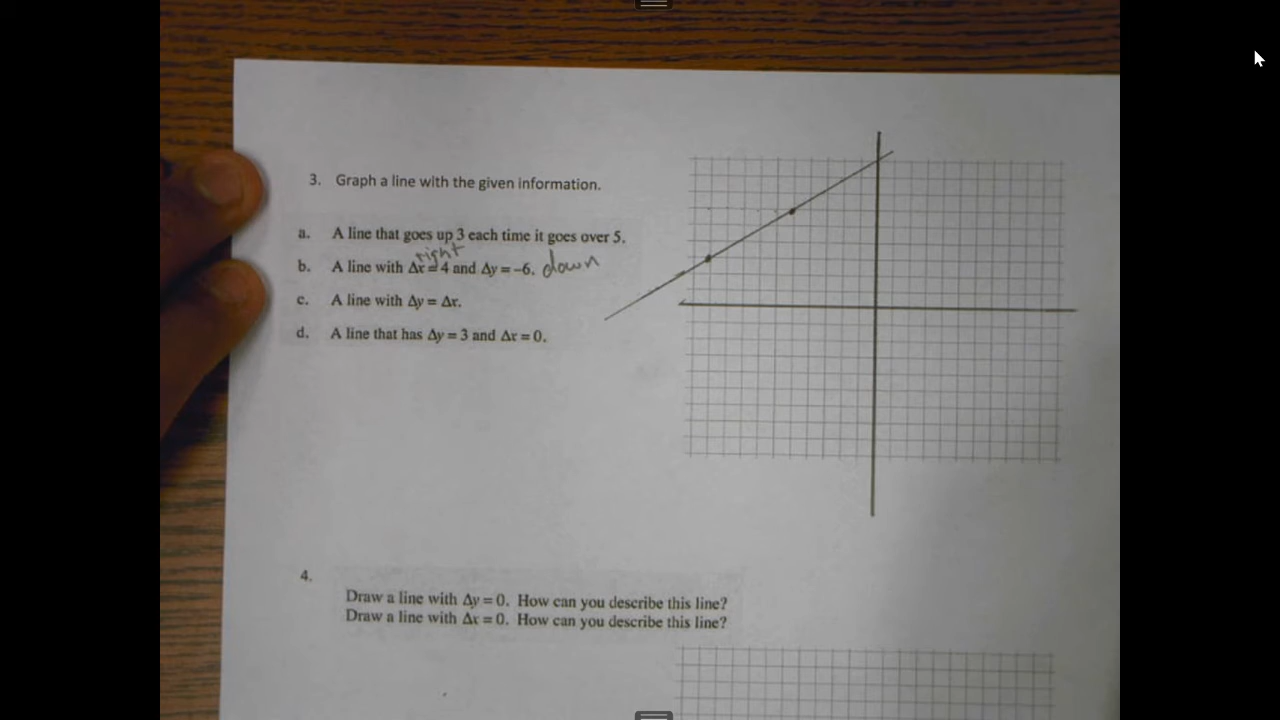 3. Graph a line with the given information.
a. A line that goes up 3 each time it goes over 5.
right
b. A line with Δx = 4 and Δy = –6. down
c. A line with Δy = Δx.
d. A line that has Δy = 3 and Δx = 0.
4.
Draw a line with Δy = 0. How can you describe this line?
Draw a line with Δx = 0. How can you describe this line?